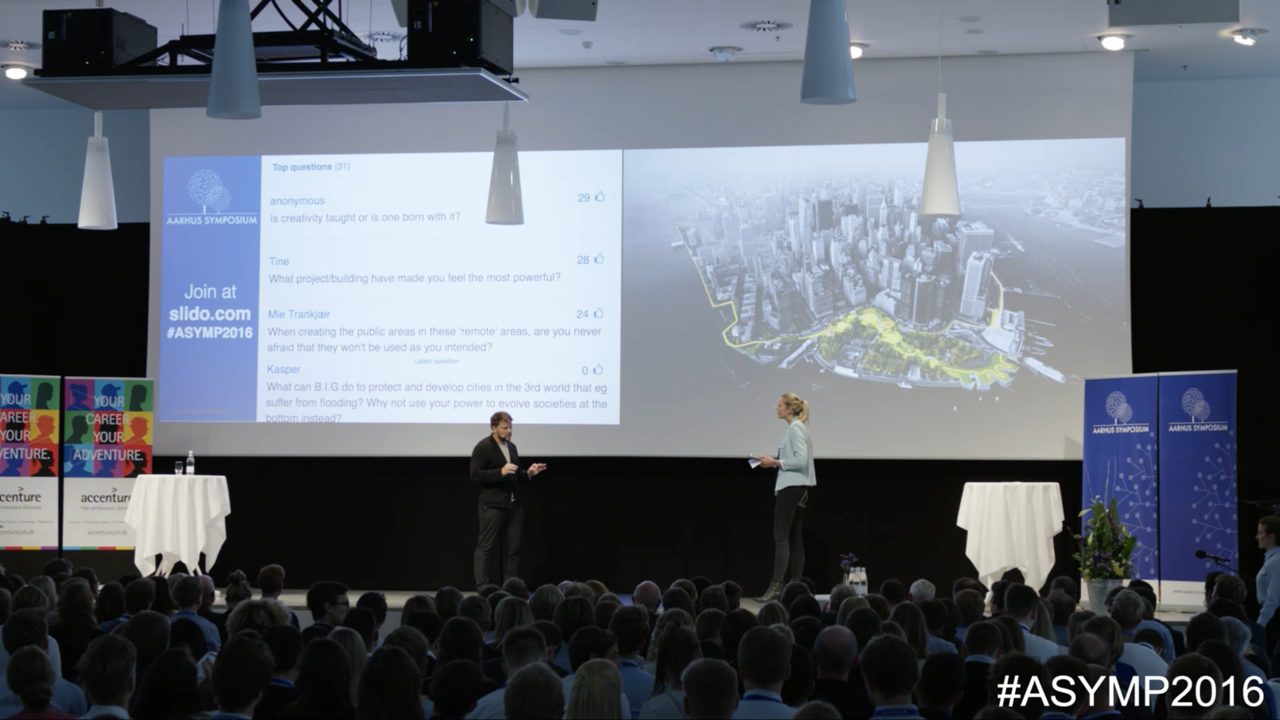 Top questions (31)
anonymous
29
Is creativity taught or is one born with it?
AARHUS SYMPOSIUM
Tine
28
What project/building have made you feel the most powerful?
Join at
slido.com
#ASYMP2016
Mie Trankjær
24
When creating the public areas in these 'remote' areas, are you never
afraid that they won't be used as you intended?
Latest question
Kasper
0
What can B.I.G do to protect and develop cities in the 3rd world that eg
suffer from flooding? Why not use your power to evolve societies at the
bottom instead?
YOUR
CAREER
YOUR
VENTURE.
ccenture
YOUR
CAREER
YOUR
ADVENTURE.
accenture
AARHUS SYMPOSIUM
AARHUS SYMPOSIUM
#ASYMP2016